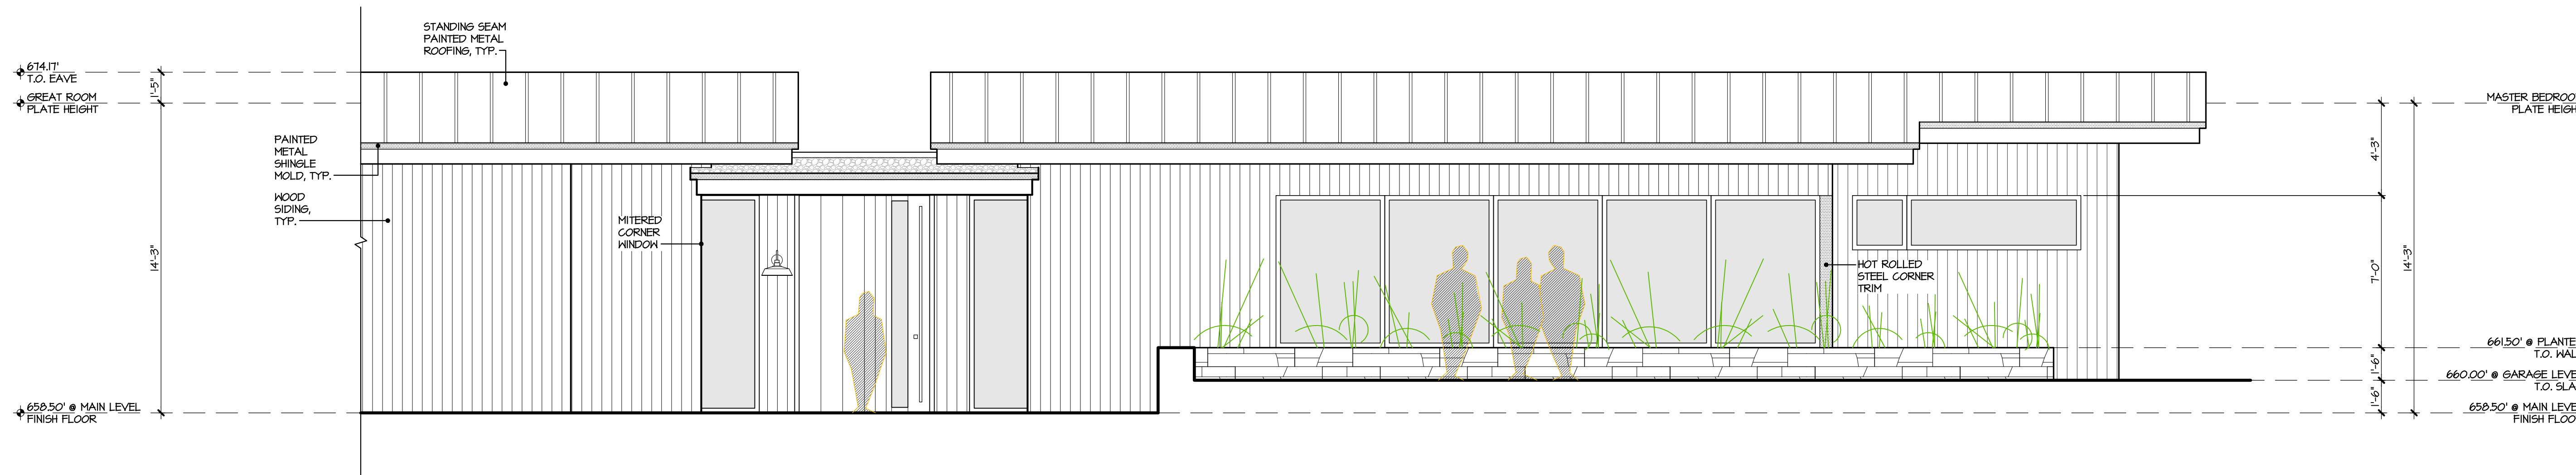 STANDING SEAM
PAINTED METAL
ROOFING, TYP.
674.17'
T.O. EAVE
GREAT ROOM
PLATE HEIGHT
1'-5"
14'-3"
PAINTED
METAL
SHINGLE
MOLD, TYP.
WOOD
SIDING,
TYP.
MITERED
CORNER
WINDOW
658.50' @ MAIN LEVEL
FINISH FLOOR
HOT ROLLED
STEEL CORNER
TRIM
4'-3"
7'-0"
1'-6"
1'-6"
14'-3"
MASTER BEDROO
PLATE HEIGH
661.50' @ PLANTE
T.O. WAL
660.00' @ GARAGE LEVE
T.O. SLA
658.50' @ MAIN LEVE
FINISH FLOO